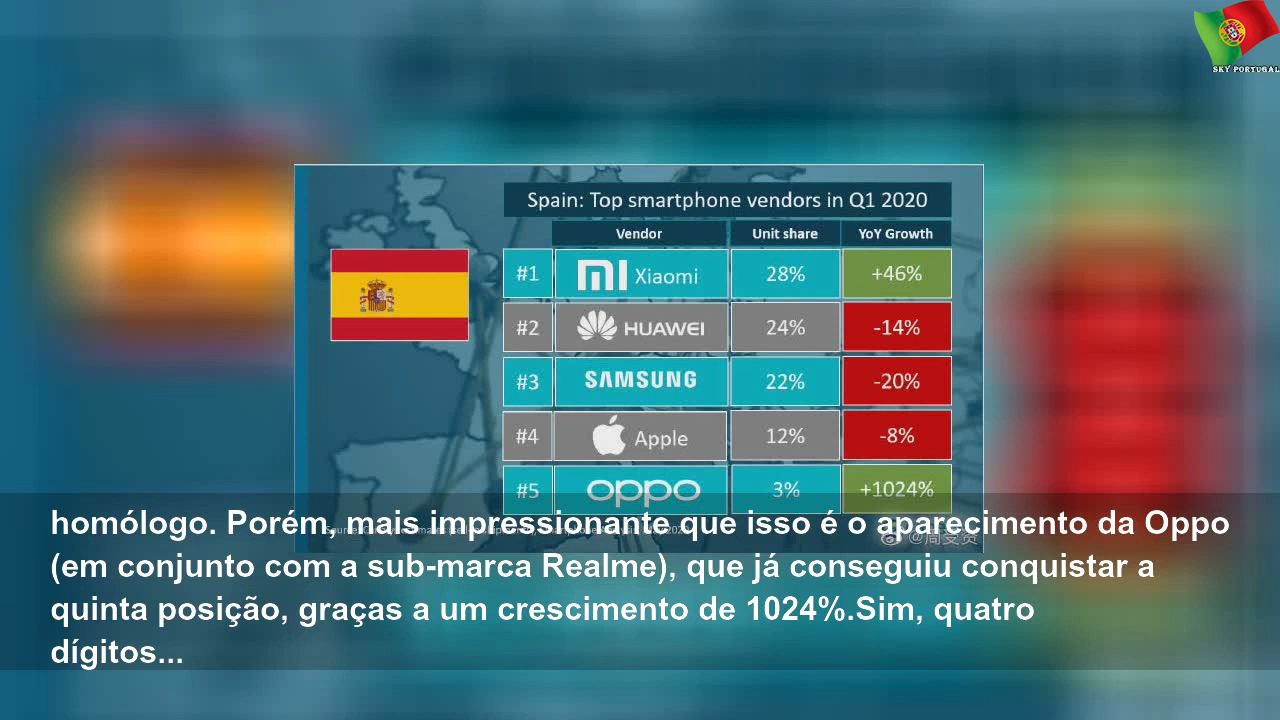 SKY PORTUGAL
Spain: Top smartphone vendors in Q1 2020
Vendor Unit share YoY Growth
#1 Xiaomi 28% +46%
#2 HUAWEI 24% -14%
#3 SAMSUNG 22% -20%
#4 Apple 12% -8%
#5 oppo 3% +1024%
homólogo. Porém, mais impressionante que isso é o aparecimento da Oppo
(em conjunto com a sub-marca Realme), que já conseguiu conquistar a
quinta posição, graças a um crescimento de 1024%.Sim, quatro
dígitos...